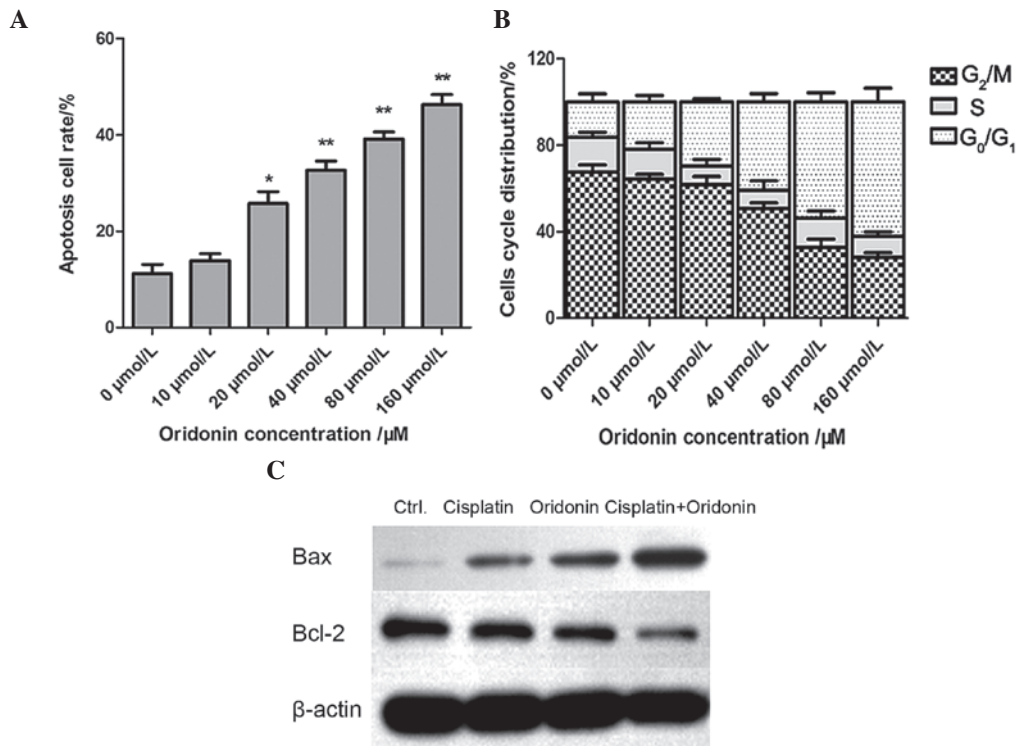 A
Apotosis cell rate/%
60
40
20
0
*
**
**
**
0 µmol/L
10 µmol/L
20 µmol/L
40 µmol/L
80 µmol/L
160 µmol/L
Oridonin concentration /µM
B
Cells cycle distribution/%
120
80
40
0
G2/M
S
G0/G1
0 µmol/L
10 µmol/L
20 µmol/L
40 µmol/L
80 µmol/L
160 µmol/L
Oridonin concentration /µM
C
Ctrl. Cisplatin Oridonin Cisplatin+Oridonin
Bax
Bcl-2
β-actin